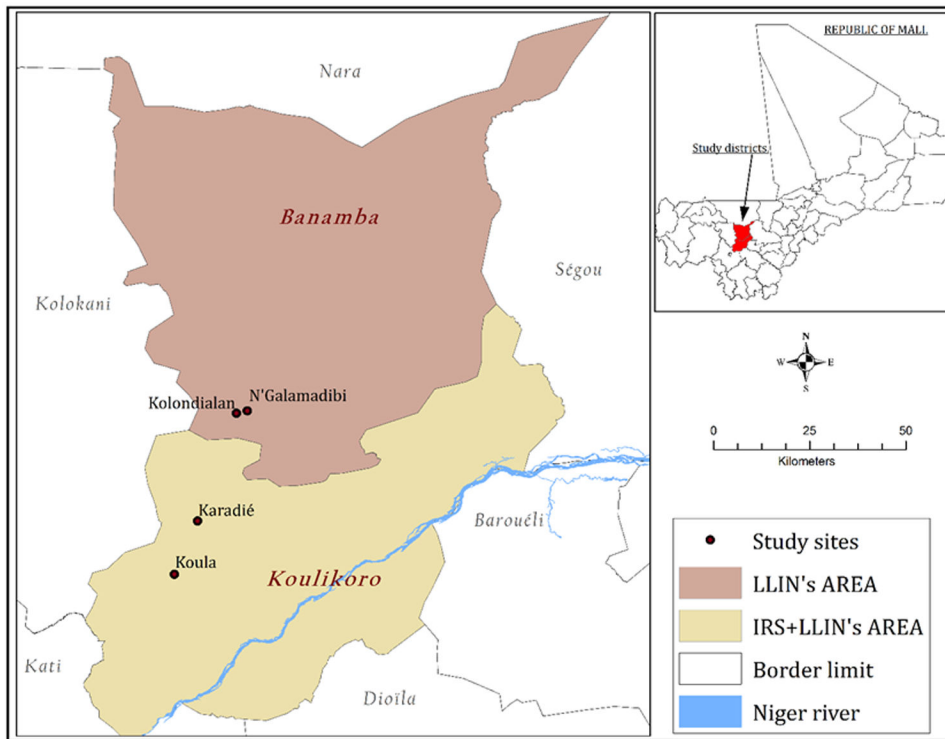 Nara
Banamba
Kolokani
Ségou
N'Galamadibi
Kolondialan
Karadié
Barouéli
Koula
Koulikoro
Kati
Dioïla
REPUBLIC OF MALI
Study districts
N
W E
S
0 25 50
Kilometers
Study sites
LLIN's AREA
IRS+LLIN's AREA
Border limit
Niger river